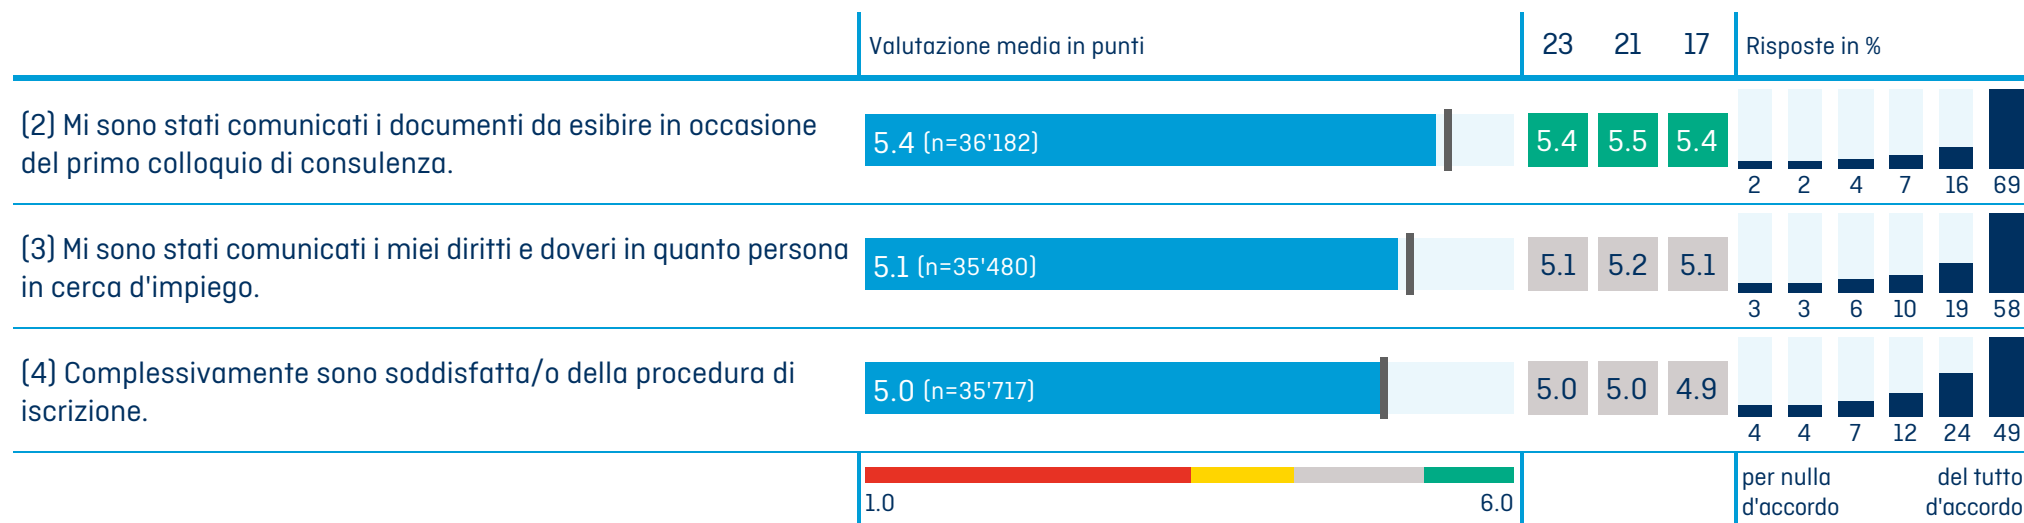 Valutazione media in punti 23 21 17 Risposte in %
(2) Mi sono stati comunicati i documenti da esibire in occasione
del primo colloquio di consulenza.
5.4 (n=36'182) 5.4 5.5 5.4
2 2 4 7 16 69
(3) Mi sono stati comunicati i miei diritti e doveri in quanto persona
in cerca d'impiego.
5.1 (n=35'480) 5.1 5.2 5.1
3 3 6 10 19 58
(4) Complessivamente sono soddisfatta/o della procedura di
iscrizione.
5.0 (n=35'717) 5.0 5.0 4.9
4 4 7 12 24 49
1.0 6.0
per nulla del tutto
d'accordo d'accordo